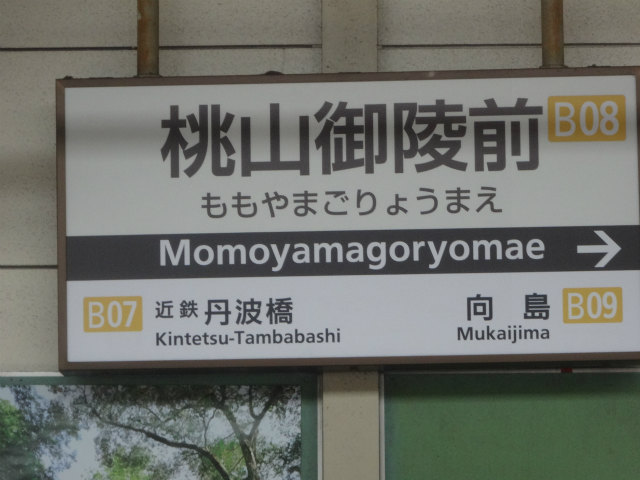 桃山御陵前 B08
ももやまごりょうまえ
Momoyamagoryomae →
B07 近鉄丹波橋 向島 B09
Kintetsu-Tambabashi Mukaijima